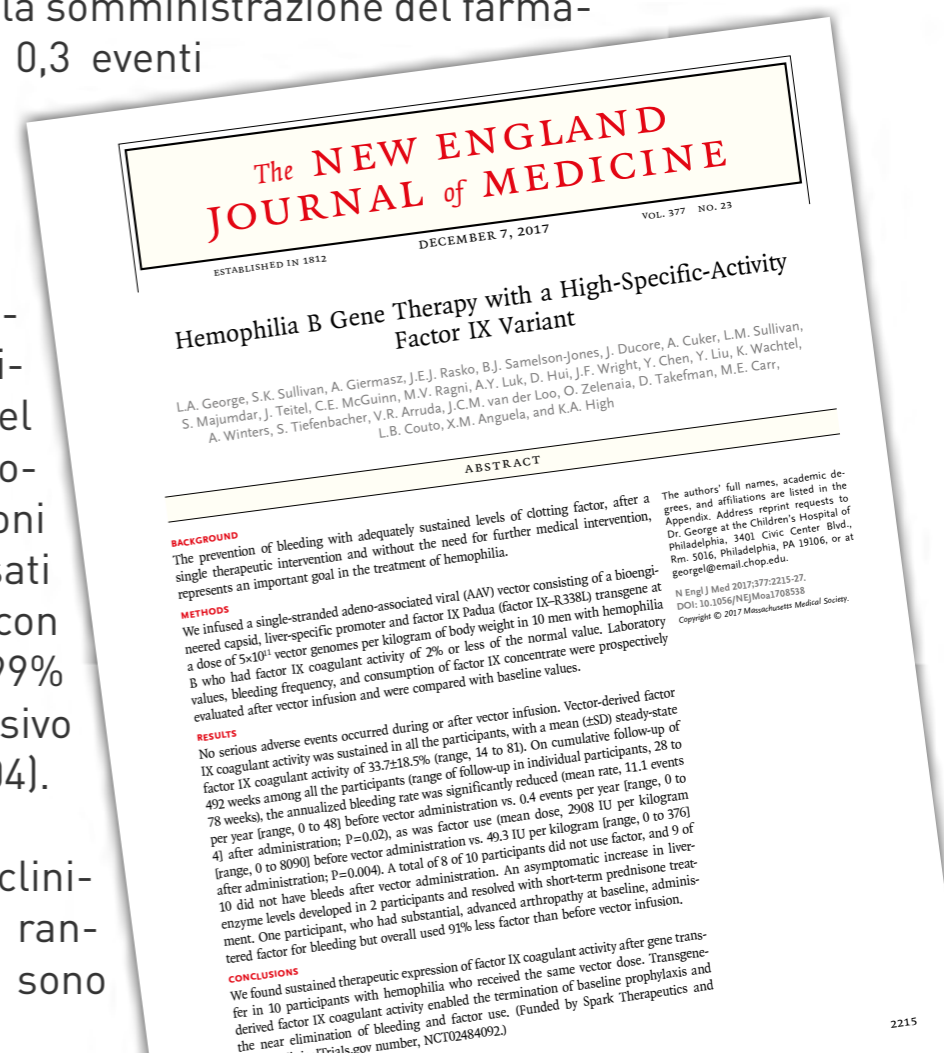 la somministrazione del farma-
0,3 eventi
-
i-
el
o-
oni
sati
con
99%
sivo
04).
clini-
ran-
sono
The NEW ENGLAND
JOURNAL of MEDICINE
ESTABLISHED IN 1812
DECEMBER 7, 2017
VOL. 377 NO. 23
Hemophilia B Gene Therapy with a High-Specific-Activity
Factor IX Variant
L.A. George, S.K. Sullivan, A. Giermasz, J.E.J. Rasko, B.J. Samelson-Jones, J. Ducore, A. Cuker, L.M. Sullivan,
S. Majumdar, J. Teitel, C.E. McGuinn, M.V. Ragni, A.Y. Luk, D. Hui, J.F. Wright, Y. Chen, Y. Liu, K. Wachtel,
A. Winters, S. Tiefenbacher, V.R. Arruda, J.C.M. van der Loo, O. Zelenaia, D. Takefman, M.E. Carr,
L.B. Couto, X.M. Anguela, and K.A. High
ABSTRACT
BACKGROUND
The prevention of bleeding with adequately sustained levels of clotting factor, after a
single therapeutic intervention and without the need for further medical intervention,
represents an important goal in the treatment of hemophilia.
METHODS
We infused a single-stranded adeno-associated viral (AAV) vector consisting of a bioengi-
neered capsid, liver-specific promoter and factor IX Padua (factor IX–R338L) transgene at
a dose of 5×10¹¹ vector genomes per kilogram of body weight in 10 men with hemophilia
B who had factor IX coagulant activity of 2% or less of the normal value. Laboratory
values, bleeding frequency, and consumption of factor IX concentrate were prospectively
evaluated after vector infusion and were compared with baseline values.
RESULTS
No serious adverse events occurred during or after vector infusion. Vector-derived factor
IX coagulant activity was sustained in all the participants, with a mean (±SD) steady-state
factor IX coagulant activity of 33.7±18.5% (range, 14 to 81). On cumulative follow-up of
492 weeks among all the participants (range of follow-up in individual participants, 28 to
78 weeks), the annualized bleeding rate was significantly reduced (mean rate, 11.1 events
per year [range, 0 to 48] before vector administration vs. 0.4 events per year [range, 0 to
4] after administration; P=0.02), as was factor use (mean dose, 2908 IU per kilogram
[range, 0 to 8090] before vector administration vs. 49.3 IU per kilogram [range, 0 to 376]
after administration; P=0.004). A total of 8 of 10 participants did not use factor, and 9 of
10 did not have bleeds after vector administration. An asymptomatic increase in liver-
enzyme levels developed in 2 participants and resolved with short-term prednisone treat-
ment. One participant, who had substantial, advanced arthropathy at baseline, adminis-
tered factor for bleeding but overall used 91% less factor than before vector infusion.
CONCLUSIONS
We found sustained therapeutic expression of factor IX coagulant activity after gene trans-
fer in 10 participants with hemophilia who received the same vector dose. Transgene-
derived factor IX coagulant activity enabled the termination of baseline prophylaxis and
the near elimination of bleeding and factor use. (Funded by Spark Therapeutics and
Trials.gov number, NCT02484092.)
The authors' full names, academic de-
grees, and affiliations are listed in the
Appendix. Address reprint requests to
Dr. George at the Children's Hospital of
Philadelphia, 3401 Civic Center Blvd.,
Rm. 5016, Philadelphia, PA 19106, or at
georgel@email.chop.edu.
N Engl J Med 2017;377:2215-27.
DOI: 10.1056/NEJMoa1708538
Copyright © 2017 Massachusetts Medical Society.
2215